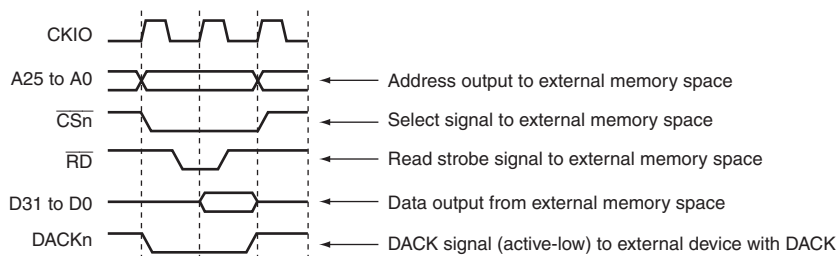 CKIO
A25 to A0 Address output to external memory space
CSn Select signal to external memory space
RD Read strobe signal to external memory space
D31 to D0 Data output from external memory space
DACKn DACK signal (active-low) to external device with DACK